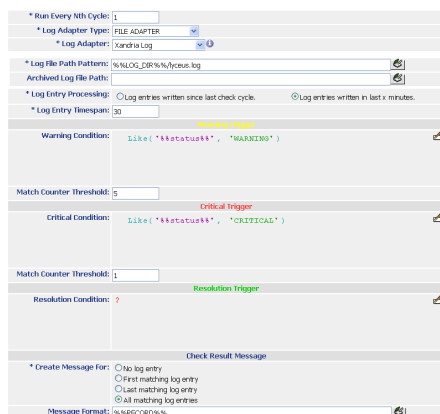 * Run Every Nth Cycle: 1
* Log Adapter Type: FILE ADAPTER
* Log Adapter: Xandria Log
* Log File Path Pattern: %%LOG_DIR%%/lyceus.log
Archived Log File Path:
* Log Entry Processing: Log entries written since last check cycle. Log entries written in last x minutes.
* Log Entry Timespan: 30
Warning Trigger
Warning Condition: Like("%%status%%", "WARNING")
Match Counter Threshold: 5
Critical Trigger
Critical Condition: Like("%%status%%", "CRITICAL")
Match Counter Threshold: 1
Resolution Trigger
Resolution Condition: ?
Check Result Message
* Create Message For: No log entry
First matching log entry
Last matching log entry
All matching log entries
Message Format: %%RECORD%%